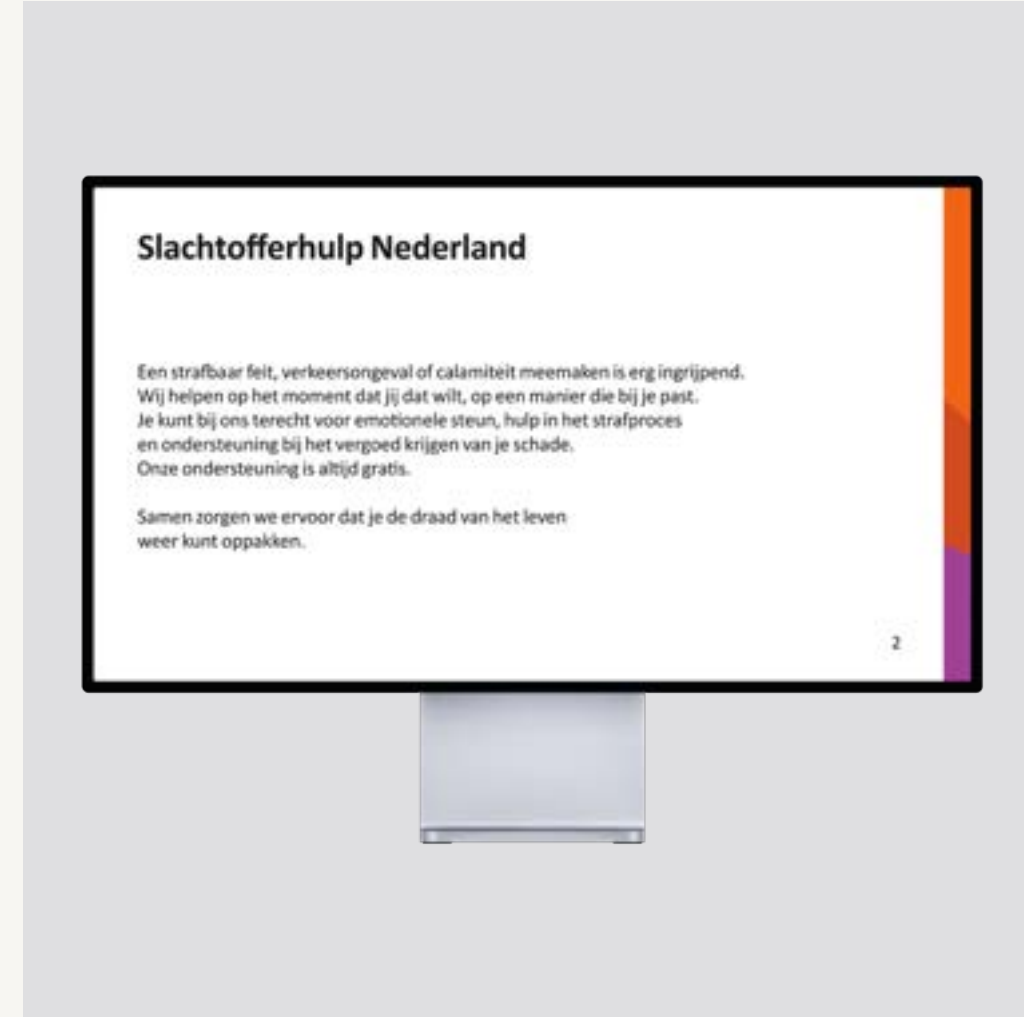 Slachtofferhulp Nederland
Een strafbaar feit, verkeersongeval of calamiteit meemaken is erg ingrijpend.
Wij helpen op het moment dat jij dat wilt, op een manier die bij je past.
Je kunt bij ons terecht voor emotionele steun, hulp in het strafproces
en ondersteuning bij het vergoed krijgen van je schade.
Onze ondersteuning is altijd gratis.
Samen zorgen we ervoor dat je de draad van het leven
weer kunt oppakken.
2